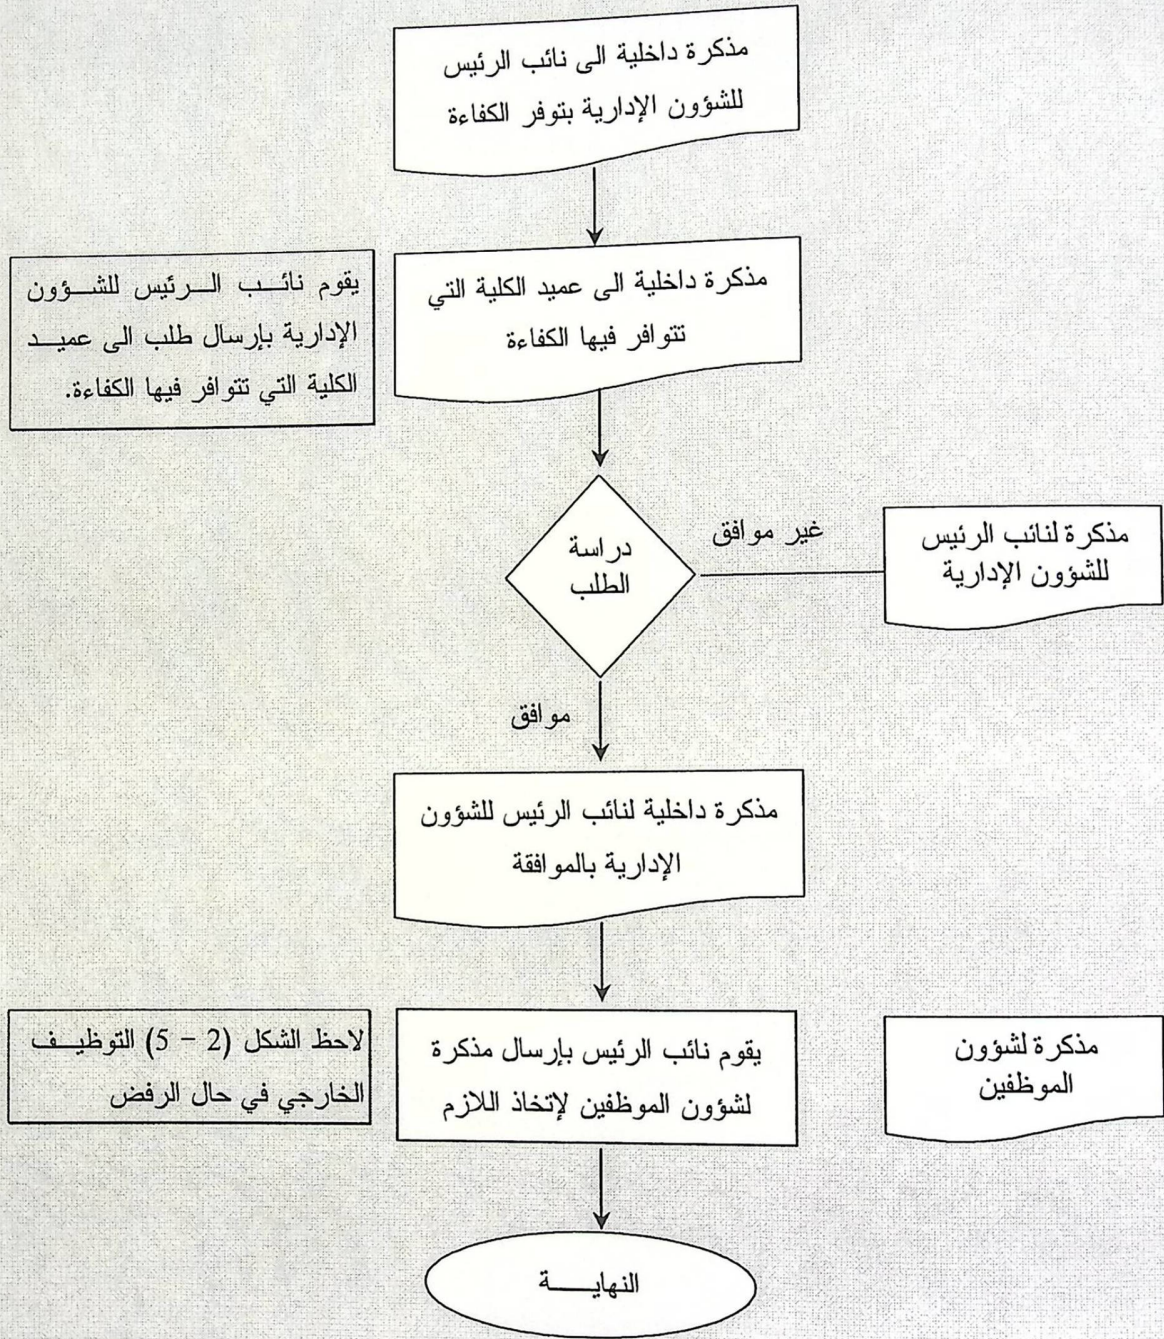 مذكرة داخلية الى نائب الرئيس
للشؤون الإدارية بتوفر الكفاءة
مذكرة داخلية الى عميد الكلية التي
تتوافر فيها الكفاءة
يقوم نائب الرئيس للشؤون
الإدارية بإرسال طلب الى عميد
الكلية التي تتوافر فيها الكفاءة.
دراسة
الطلب
غير موافق
مذكرة لنائب الرئيس
للشؤون الإدارية
موافق
مذكرة داخلية لنائب الرئيس للشؤون
الإدارية بالموافقة
مذكرة لشؤون
الموظفين
يقوم نائب الرئيس بإرسال مذكرة
لشؤون الموظفين لإتخاذ اللازم
لاحظ الشكل (2 – 5) التوظيف
الخارجي في حال الرفض
النهاية